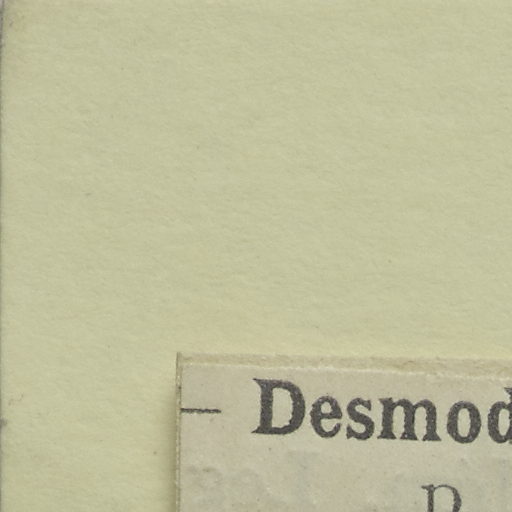 – Desmod